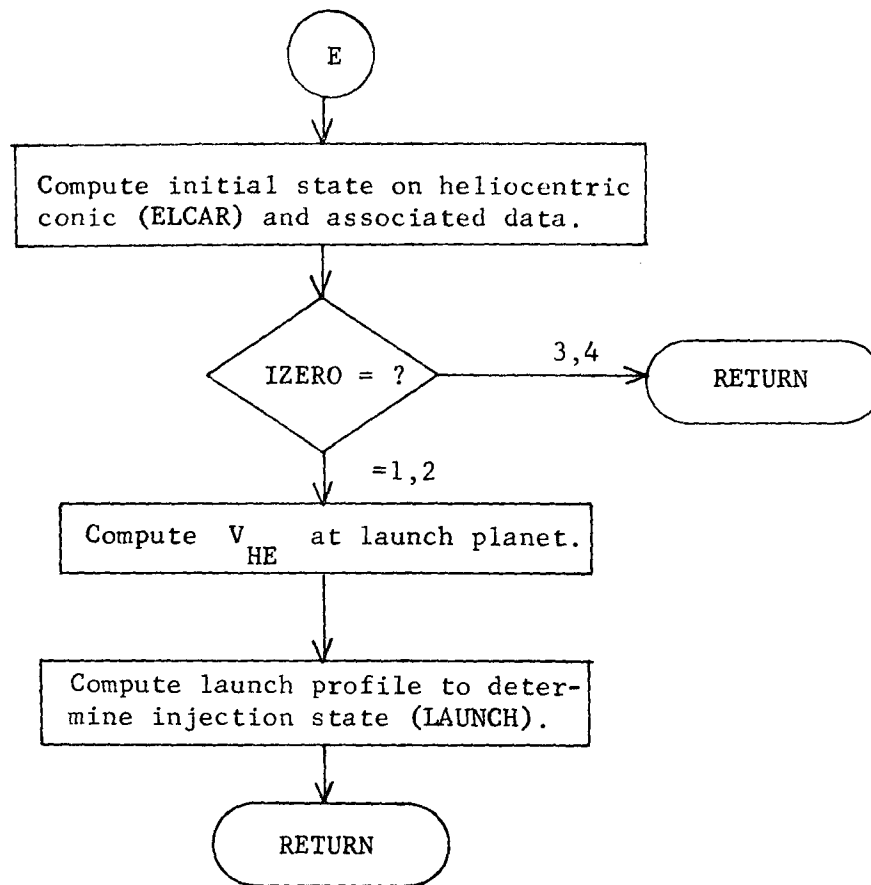 E
Compute initial state on heliocentric
conic (ELCAR) and associated data.
IZERO = ?
3,4
RETURN
=1,2
Compute V_HE at launch planet.
Compute launch profile to deter-
mine injection state (LAUNCH).
RETURN